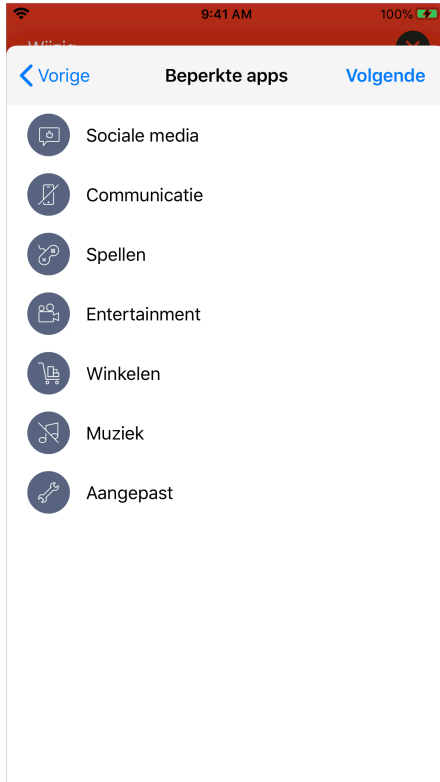 9:41 AM
100%
Vorige
Beperkte apps
Volgende
Sociale media
Communicatie
Spellen
Entertainment
Winkelen
Muziek
Aangepast